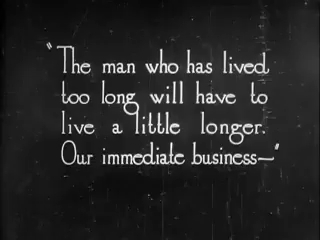 "The man who has lived
too long will have to
live a little longer.
Our immediate business—"